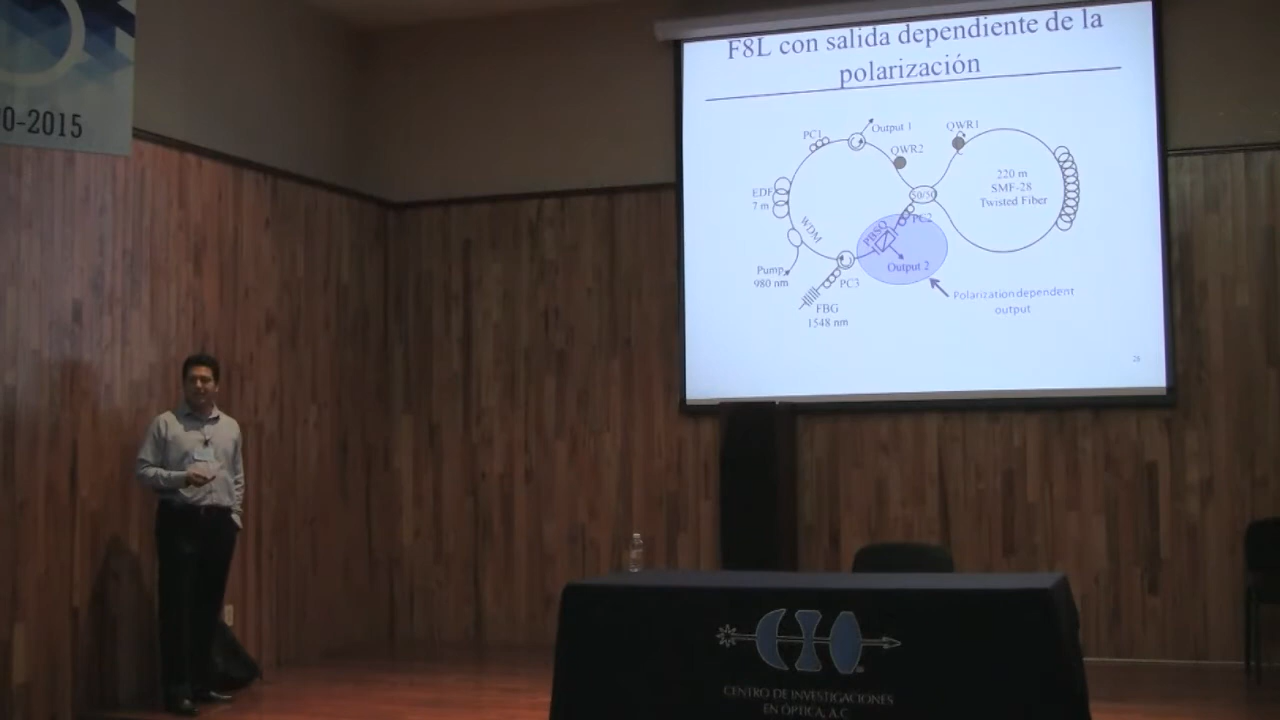 0-2015
F8L con salida dependiente de la
polarización
PC1
Output 1
QWR1
QWR2
EDF
7 m
50/50
220 m
SMF-28
Twisted Fiber
PC2
WDM
Output 2
Pump
980 nm
PC3
FBG
1548 nm
Polarization dependent
output
CIO
CENTRO DE INVESTIGACIONES
EN ÓPTICA, A.C.